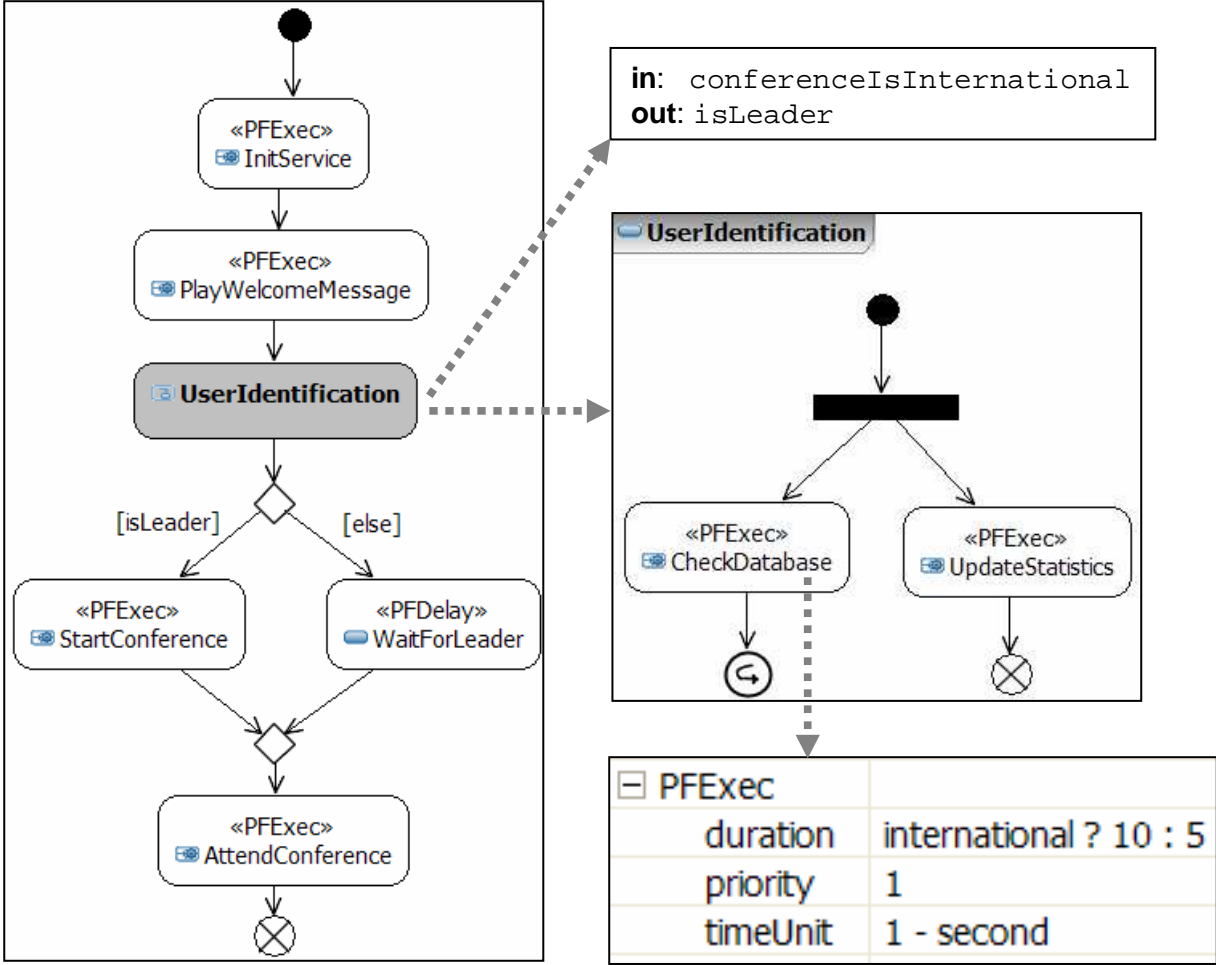 «PFExec»
InitService
«PFExec»
PlayWelcomeMessage
UserIdentification
[isLeader]
[else]
«PFExec»
StartConference
«PFDelay»
WaitForLeader
«PFExec»
AttendConference
in: conferenceIsInternational
out: isLeader
UserIdentification
«PFExec»
CheckDatabase
«PFExec»
UpdateStatistics
PFExec
duration international ? 10 : 5
priority 1
timeUnit 1 - second